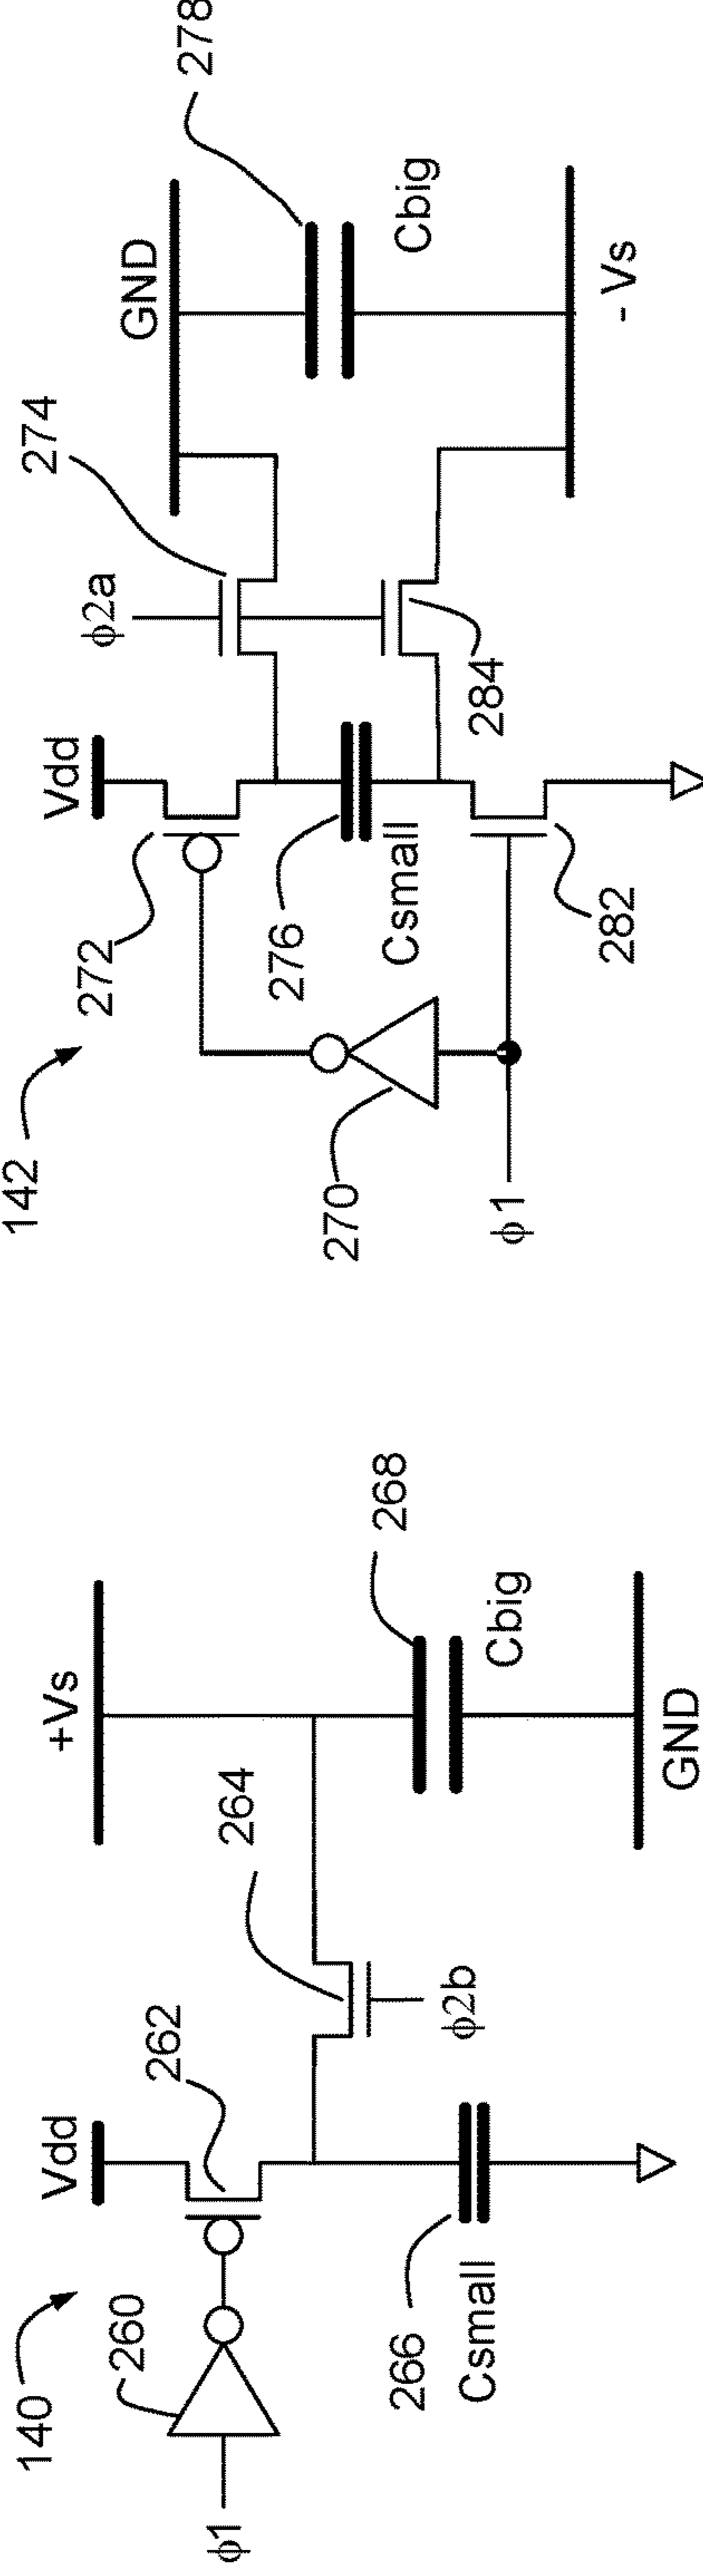 140
260
ϕ1
Vdd
262
264
+Vs
268
Cbig
ϕ2b
266
Csmall
GND
142
272
Vdd
ϕ2a
274
GND
278
Cbig
276
Csmall
284
- Vs
270
ϕ1
282